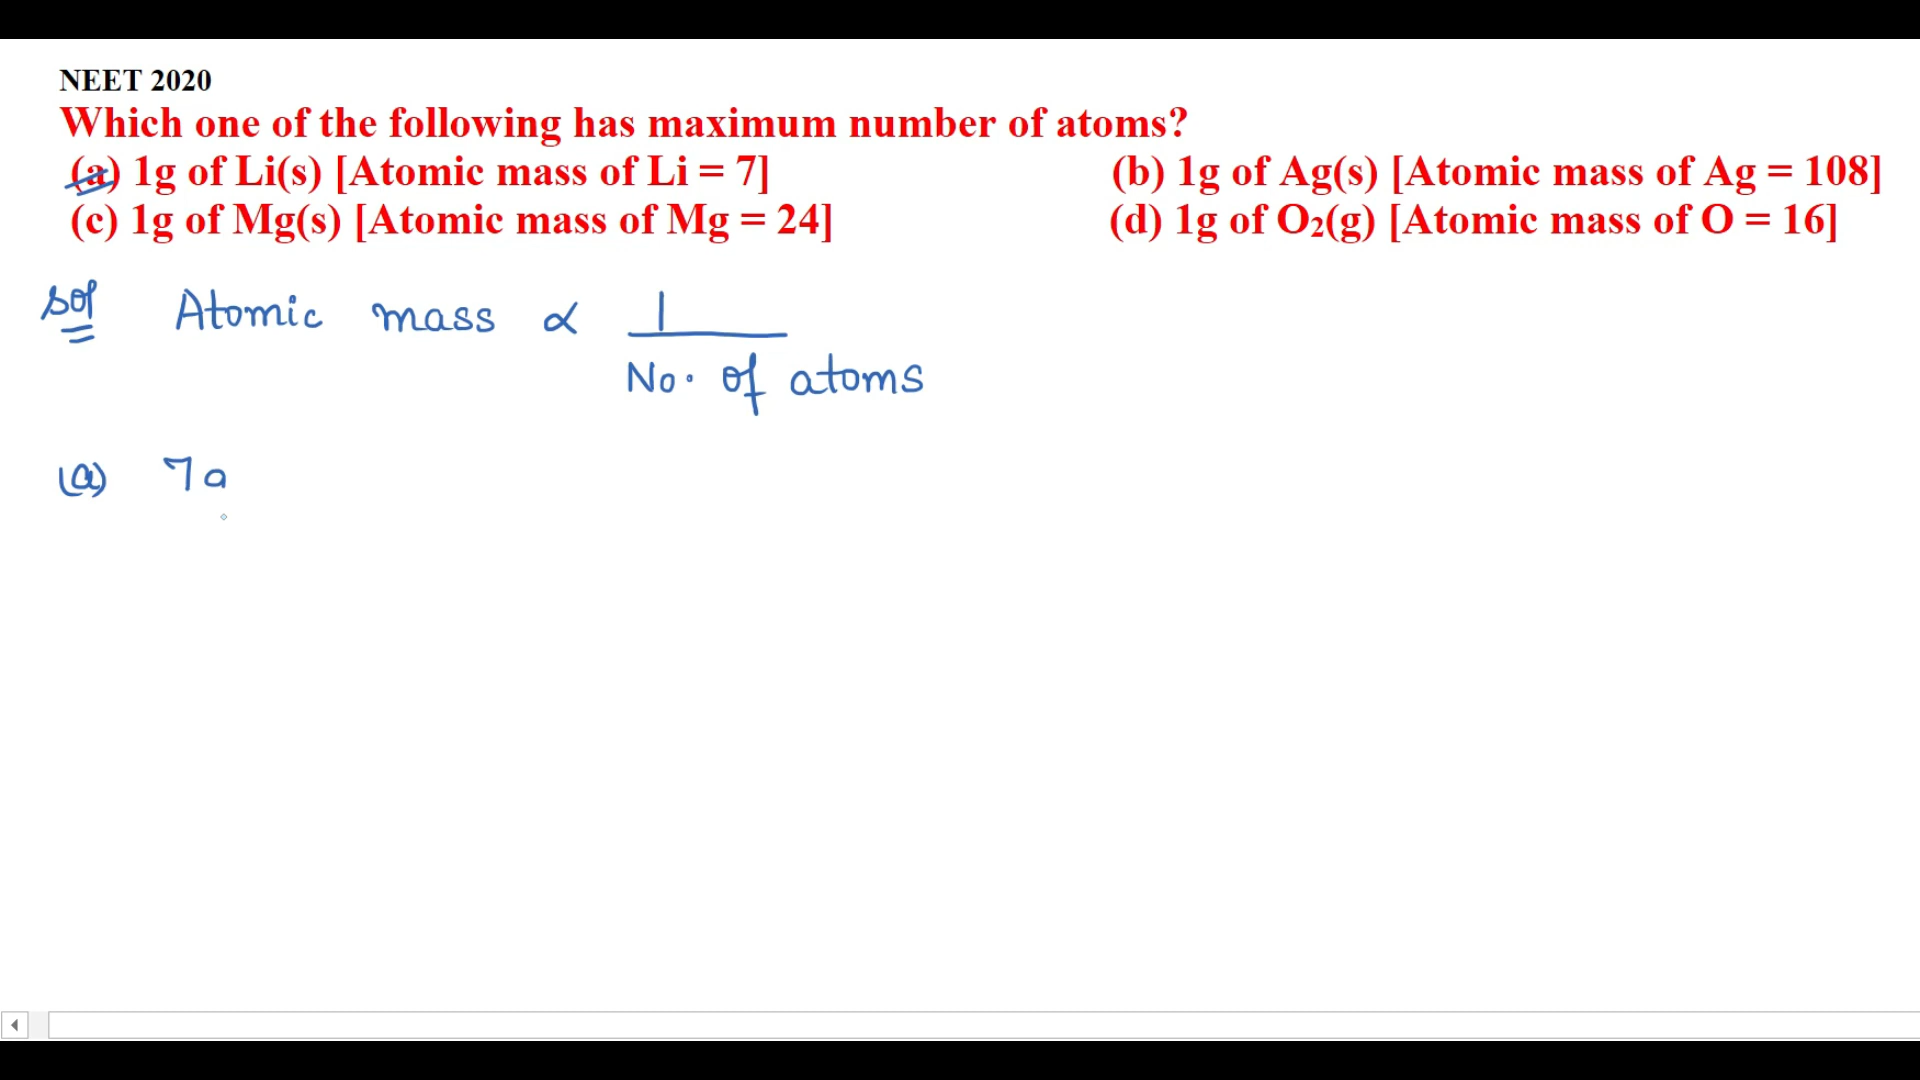 NEET 2020
Which one of the following has maximum number of atoms?
(a) 1g of Li(s) [Atomic mass of Li = 7] (b) 1g of Ag(s) [Atomic mass of Ag = 108]
(c) 1g of Mg(s) [Atomic mass of Mg = 24] (d) 1g of O₂(g) [Atomic mass of O = 16]
Sol Atomic mass ∝ 1
No. of atoms
(a) 7a